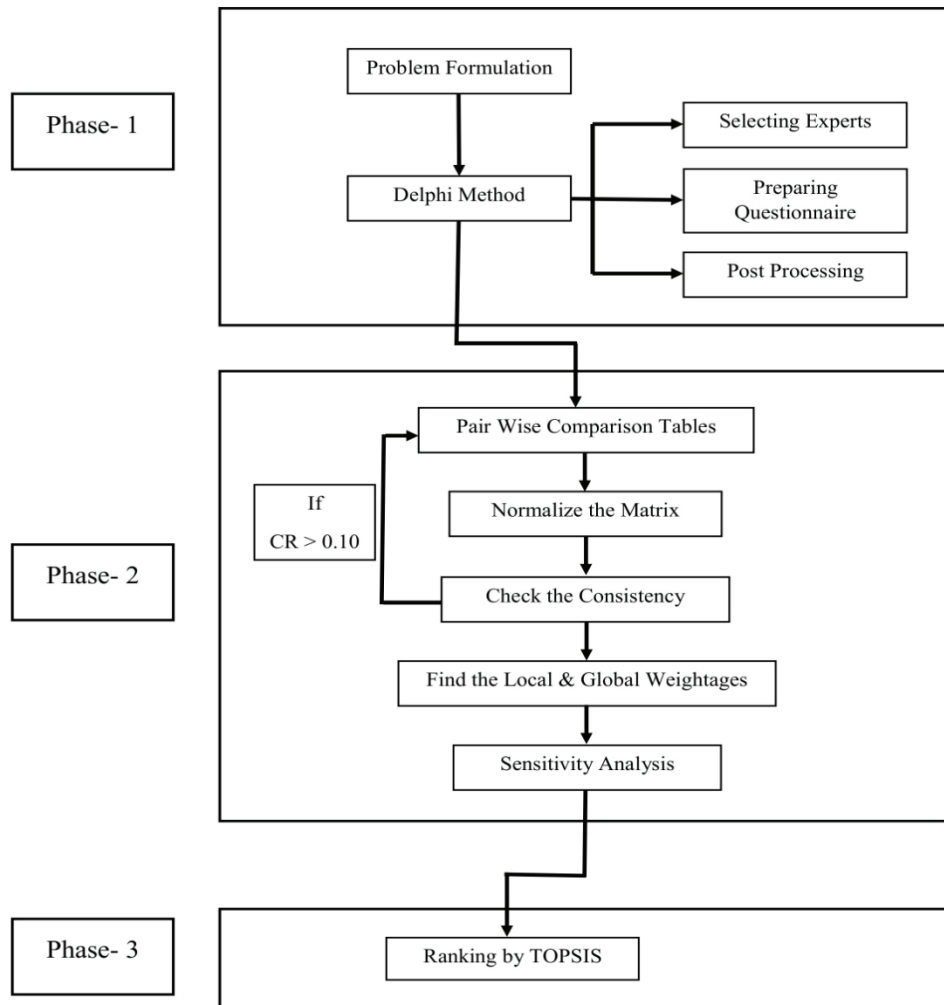 Problem Formulation
Phase- 1
Selecting Experts
Delphi Method
Preparing
Questionnaire
Post Processing
Pair Wise Comparison Tables
If
CR > 0.10
Normalize the Matrix
Phase- 2
Check the Consistency
Find the Local & Global Weightages
Sensitivity Analysis
Phase- 3
Ranking by TOPSIS